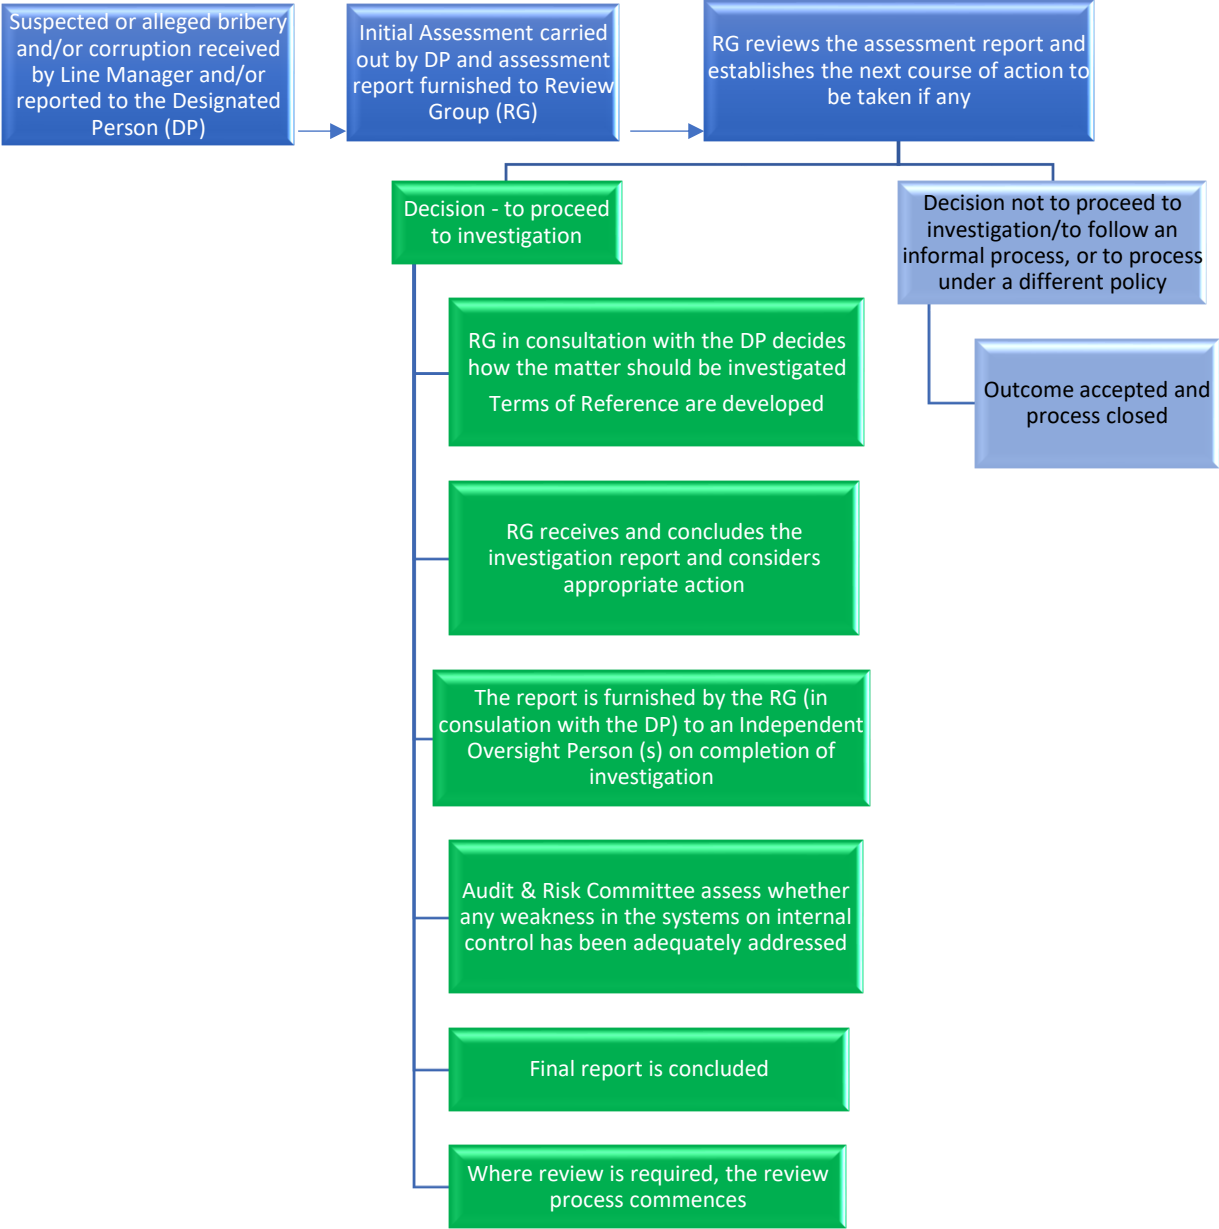 Suspected or alleged bribery
and/or corruption received
by Line Manager and/or
reported to the Designated
Person (DP)
Initial Assessment carried
out by DP and assessment
report furnished to Review
Group (RG)
RG reviews the assessment report and
establishes the next course of action to
be taken if any
Decision - to proceed
to investigation
RG in consultation with the DP decides
how the matter should be investigated
Terms of Reference are developed
RG receives and concludes the
investigation report and considers
appropriate action
The report is furnished by the RG (in
consulation with the DP) to an Independent
Oversight Person (s) on completion of
investigation
Audit & Risk Committee assess whether
any weakness in the systems on internal
control has been adequately addressed
Final report is concluded
Where review is required, the review
process commences
Decision not to proceed to
investigation/to follow an
informal process, or to process
under a different policy
Outcome accepted and
process closed